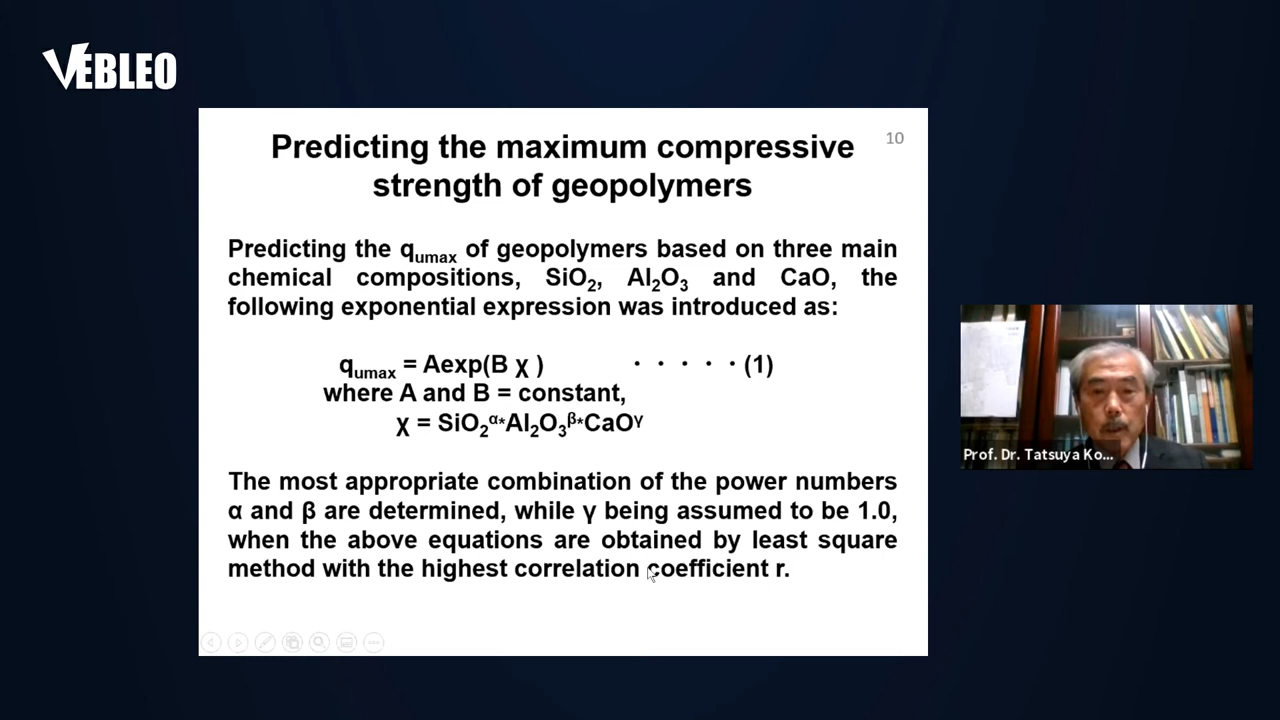 VEBLEO
10
Predicting the maximum compressive
strength of geopolymers
Predicting the qumax of geopolymers based on three main
chemical compositions, SiO₂, Al₂O₃ and CaO, the
following exponential expression was introduced as:
qumax = Aexp(B χ ) ・・・・・(1)
where A and B = constant,
χ = SiO₂^α*Al₂O₃^β*CaO^γ
The most appropriate combination of the power numbers
α and β are determined, while γ being assumed to be 1.0,
when the above equations are obtained by least square
method with the highest correlation coefficient r.
Prof. Dr. Tatsuya Ko...